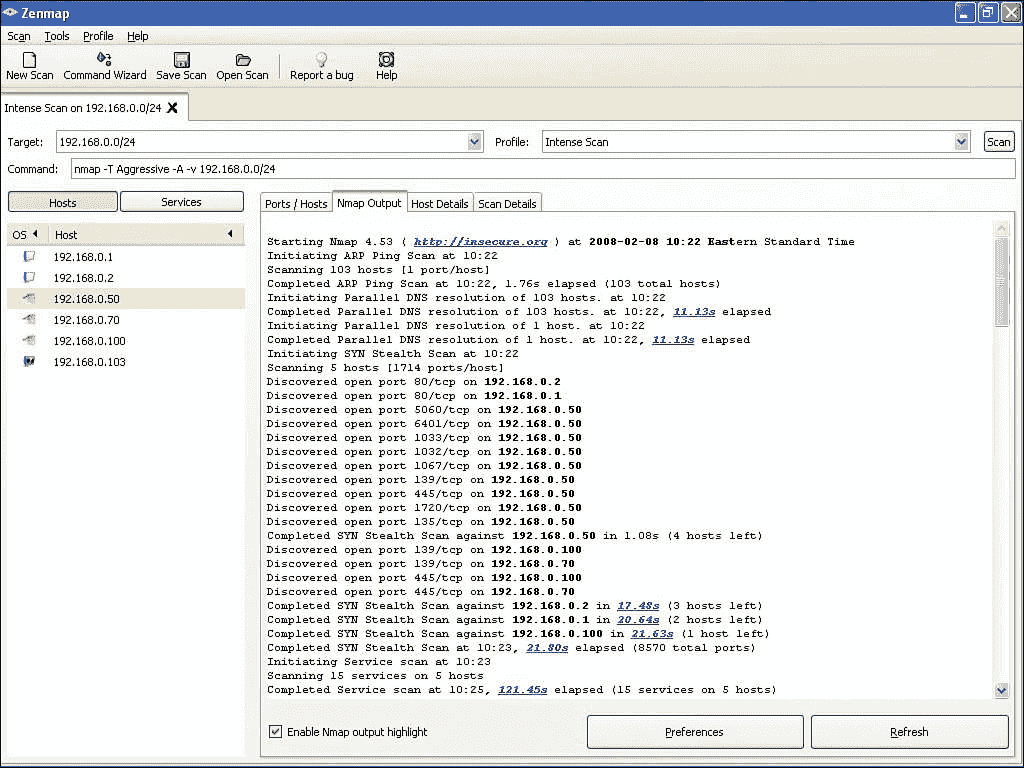 Zenmap
Scan Tools Profile Help
New Scan Command Wizard Save Scan Open Scan Report a bug Help
Intense Scan on 192.168.0.0/24
Target: 192.168.0.0/24 Profile: Intense Scan Scan
Command: nmap -T Aggressive -A -v 192.168.0.0/24
Hosts Services
Ports / Hosts Nmap Output Host Details Scan Details
OS Host
192.168.0.1
192.168.0.2
192.168.0.50
192.168.0.70
192.168.0.100
192.168.0.103
Starting Nmap 4.53 ( http://insecure.org ) at 2008-02-08 10:22 Eastern Standard Time
Initiating ARP Ping Scan at 10:22
Scanning 103 hosts [1 port/host]
Completed ARP Ping Scan at 10:22, 1.76s elapsed (103 total hosts)
Initiating Parallel DNS resolution of 103 hosts. at 10:22
Completed Parallel DNS resolution of 103 hosts. at 10:22, 11.13s elapsed
Initiating Parallel DNS resolution of 1 host. at 10:22
Completed Parallel DNS resolution of 1 host. at 10:22, 11.13s elapsed
Initiating SYN Stealth Scan at 10:22
Scanning 5 hosts [1714 ports/host]
Discovered open port 80/tcp on 192.168.0.2
Discovered open port 80/tcp on 192.168.0.1
Discovered open port 5060/tcp on 192.168.0.50
Discovered open port 6401/tcp on 192.168.0.50
Discovered open port 1033/tcp on 192.168.0.50
Discovered open port 1032/tcp on 192.168.0.50
Discovered open port 1067/tcp on 192.168.0.50
Discovered open port 139/tcp on 192.168.0.50
Discovered open port 445/tcp on 192.168.0.50
Discovered open port 1720/tcp on 192.168.0.50
Discovered open port 135/tcp on 192.168.0.50
Completed SYN Stealth Scan against 192.168.0.50 in 1.08s (4 hosts left)
Discovered open port 139/tcp on 192.168.0.100
Discovered open port 139/tcp on 192.168.0.70
Discovered open port 445/tcp on 192.168.0.100
Discovered open port 445/tcp on 192.168.0.70
Completed SYN Stealth Scan against 192.168.0.2 in 17.48s (3 hosts left)
Completed SYN Stealth Scan against 192.168.0.1 in 20.64s (2 hosts left)
Completed SYN Stealth Scan against 192.168.0.100 in 21.63s (1 host left)
Completed SYN Stealth Scan at 10:23, 21.80s elapsed (8570 total ports)
Initiating Service scan at 10:23
Scanning 15 services on 5 hosts
Completed Service scan at 10:25, 121.45s elapsed (15 services on 5 hosts)
Enable Nmap output highlight Preferences Refresh